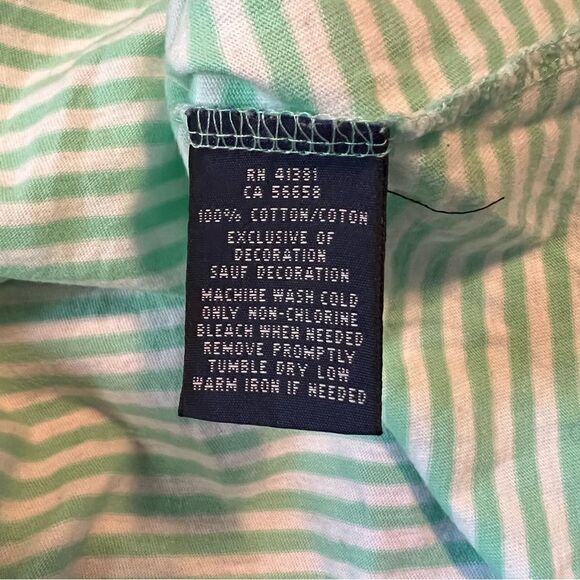 RN 41381
CA 56658
100% COTTON/COTON
EXCLUSIVE OF
DECORATION
SAUF DECORATION
MACHINE WASH COLD
ONLY NON-CHLORINE
BLEACH WHEN NEEDED
REMOVE PROMPTLY
TUMBLE DRY LOW
WARM IRON IF NEEDED